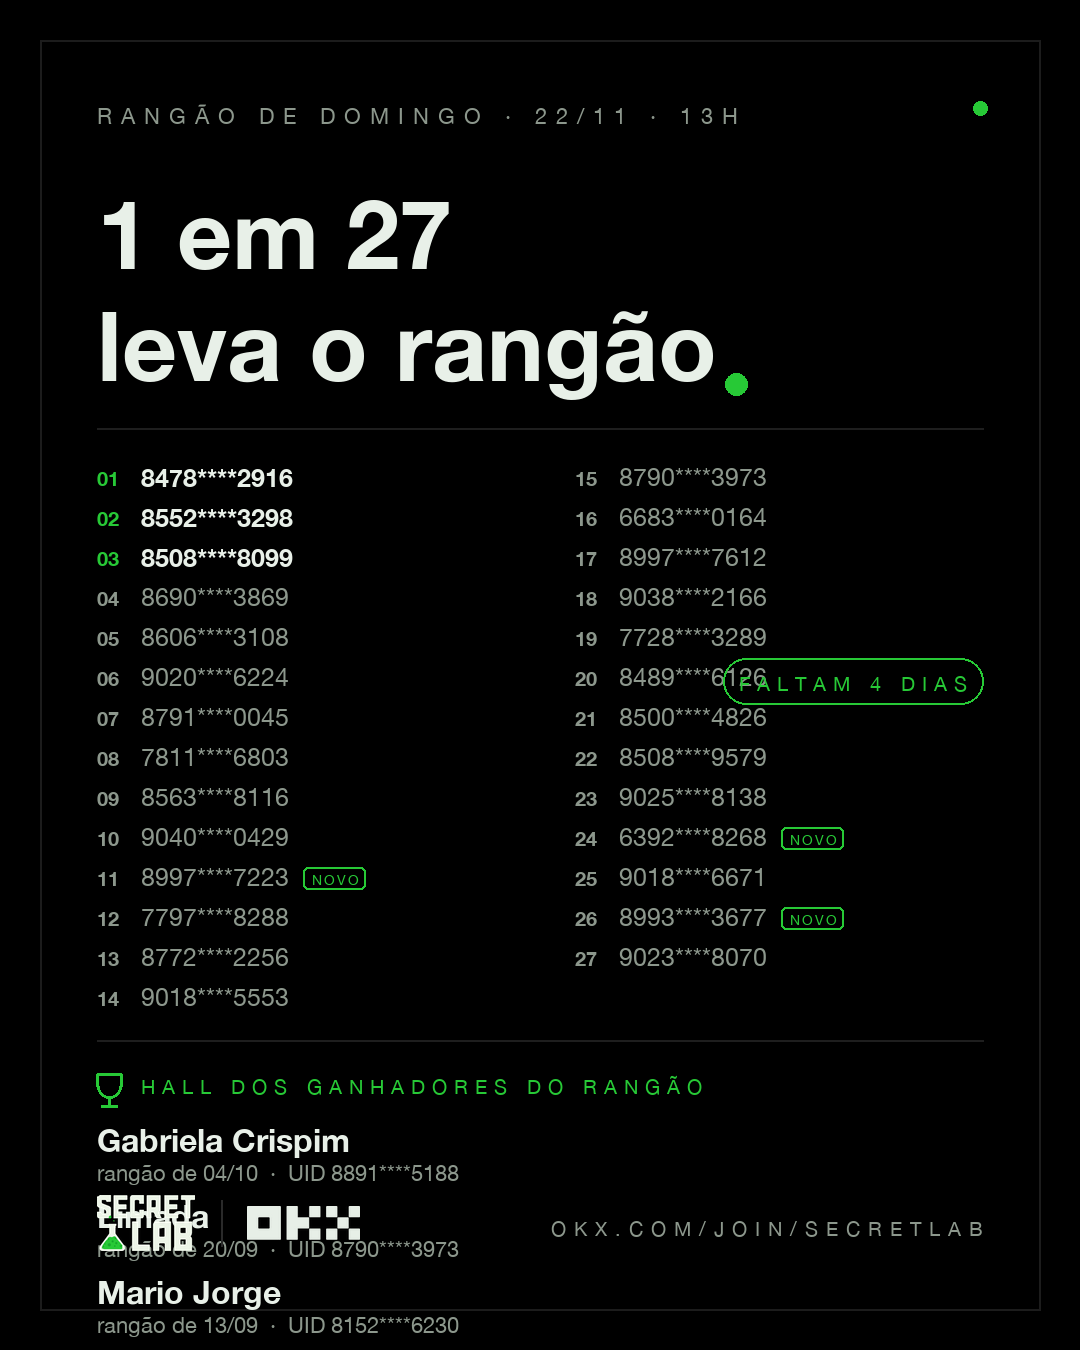 RANGÃO DE DOMINGO · 22/11 · 13H
1 em 27
leva o rangão.
01 8478****2916
02 8552****3298
03 8508****8099
04 8690****3869
05 8606****3108
06 9020****6224
07 8791****0045
08 7811****6803
09 8563****8116
10 9040****0429
11 8997****7223 NOVO
12 7797****8288
13 8772****2256
14 9018****5553
15 8790****3973
16 6683****0164
17 8997****7612
18 9038****2166
19 7728****3289
20 8489****6126
FALTAM 4 DIAS
21 8500****4826
22 8508****9579
23 9025****8138
24 6392****8268 NOVO
25 9018****6671
26 8993****3677 NOVO
27 9023****8070
HALL DOS GANHADORES DO RANGÃO
Gabriela Crispim
rangão de 04/10 · UID 8891****5188
SECRET
LAB
OKX
OKX.COM/JOIN/SECRETLAB
rangão de 20/09 · UID 8790****3973
Mario Jorge
rangão de 13/09 · UID 8152****6230